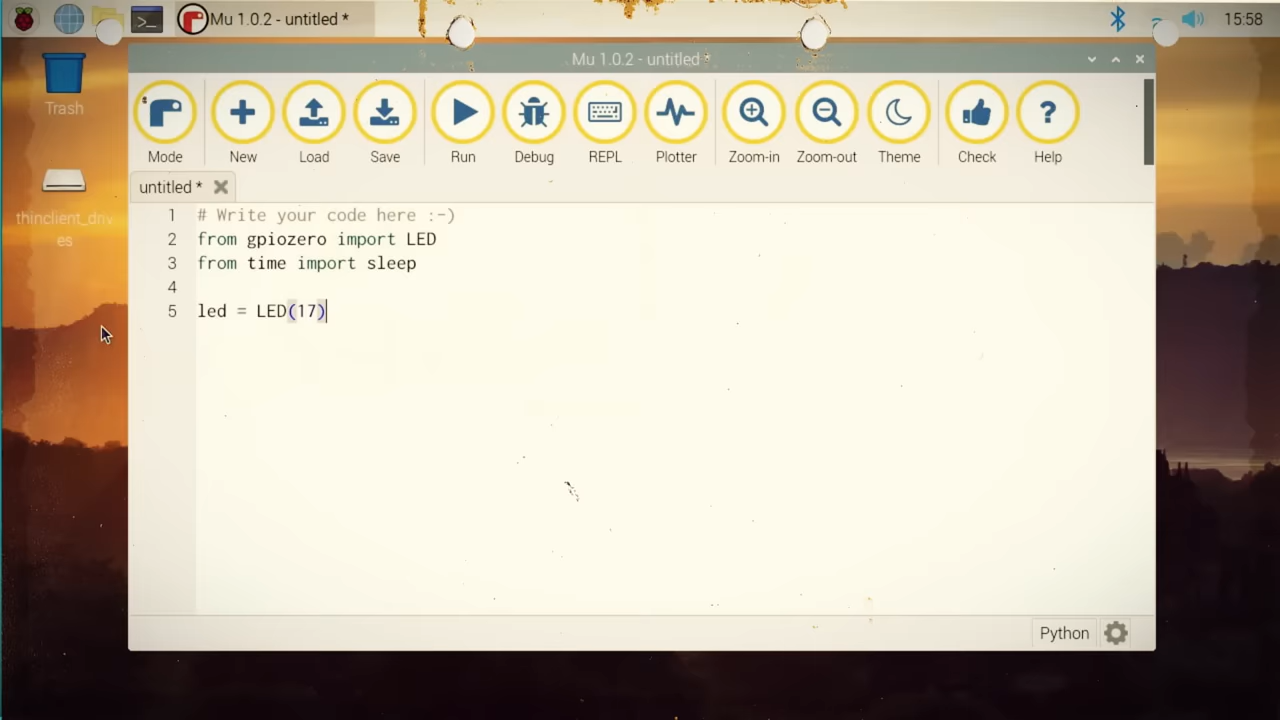 Mu 1.0.2 - untitled *
15:58
Mu 1.0.2 - untitled *
Trash
thinclient_driv
es
Mode New Load Save Run Debug REPL Plotter Zoom-in Zoom-out Theme Check Help
untitled *
1 # Write your code here :-)
2 from gpiozero import LED
3 from time import sleep
4
5 led = LED(17)
Python